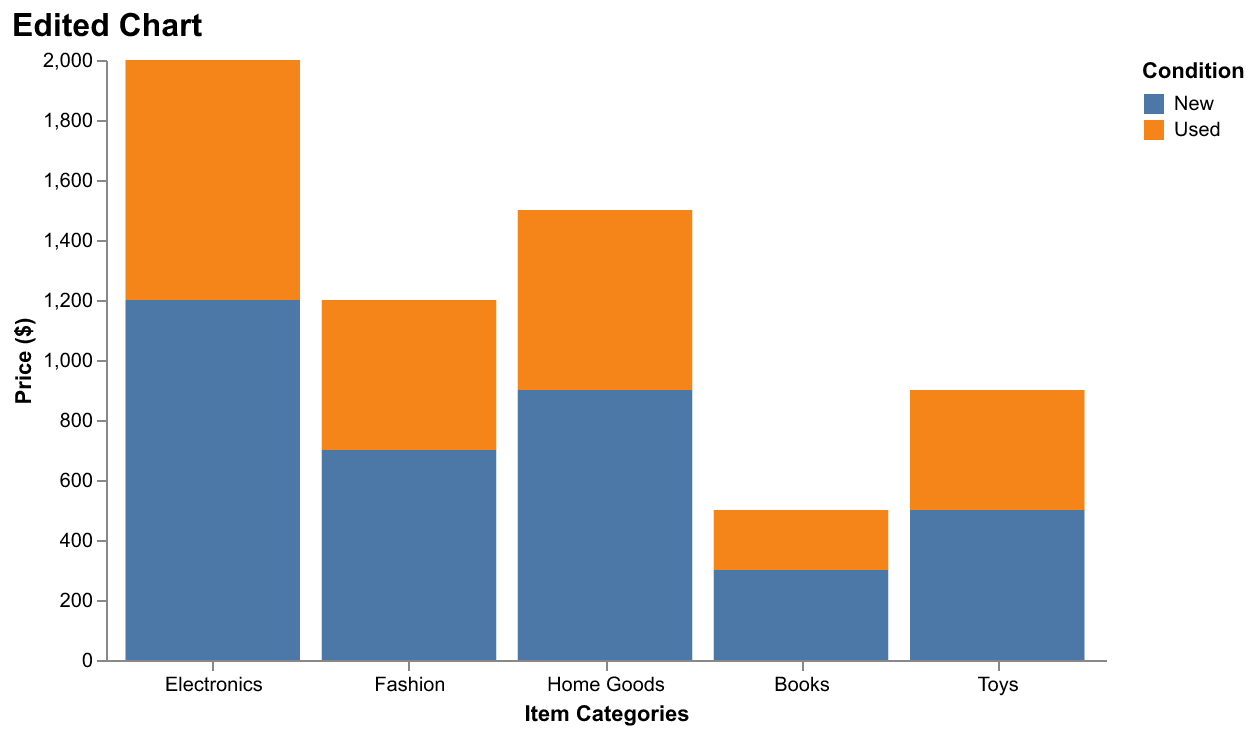 Edited Chart
2,000
1,800
1,600
1,400
1,200
1,000
800
600
400
200
0
Price ($)
Electronics
Fashion
Home Goods
Books
Toys
Item Categories
Condition
New
Used